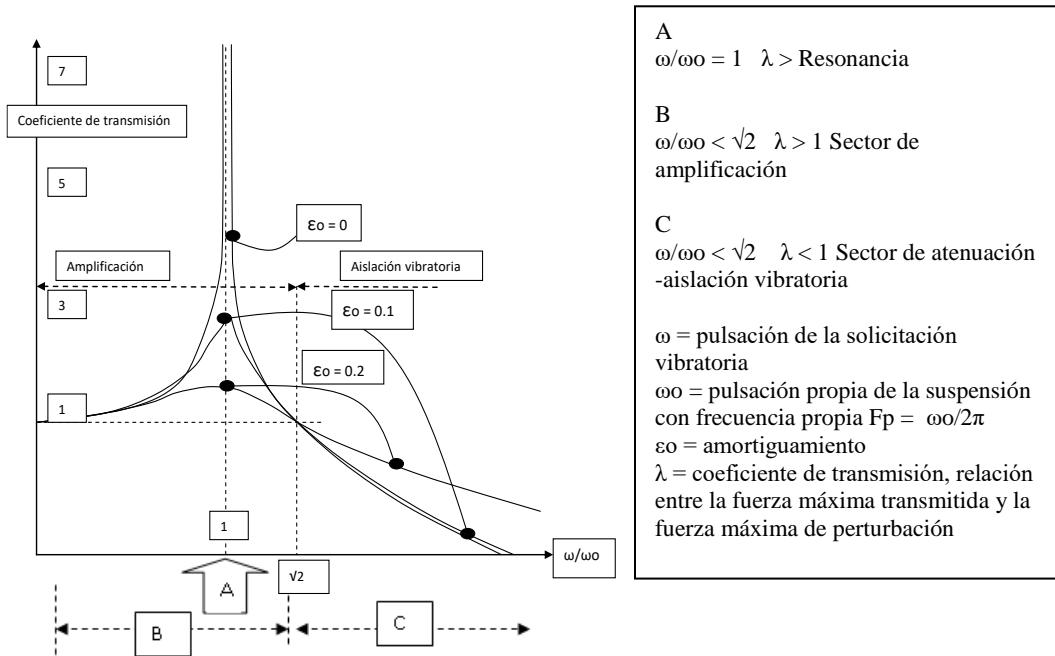 7
Coeficiente de transmisión
5
εo = 0
Amplificación
Aislación vibratoria
3
εo = 0.1
εo = 0.2
1
1
ω/ωo
√2
A
B
C
A
ω/ωo = 1 λ > Resonancia
B
ω/ωo < √2 λ > 1 Sector de
amplificación
C
ω/ωo < √2 λ < 1 Sector de atenuación
-aislación vibratoria
ω = pulsación de la solicitación
vibratoria
ωo = pulsación propia de la suspensión
con frecuencia propia Fp = ωo/2π
εo = amortiguamiento
λ = coeficiente de transmisión, relación
entre la fuerza máxima transmitida y la
fuerza máxima de perturbación